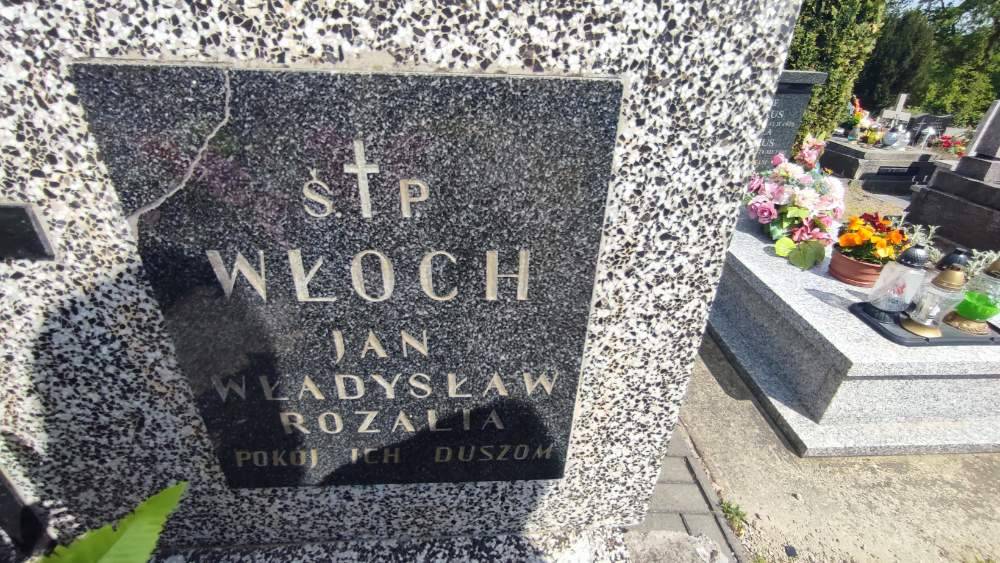 Ś P
WŁOCH
JAN
WŁADYSŁAW
ROZALIA
POKÓJ ICH DUSZOM